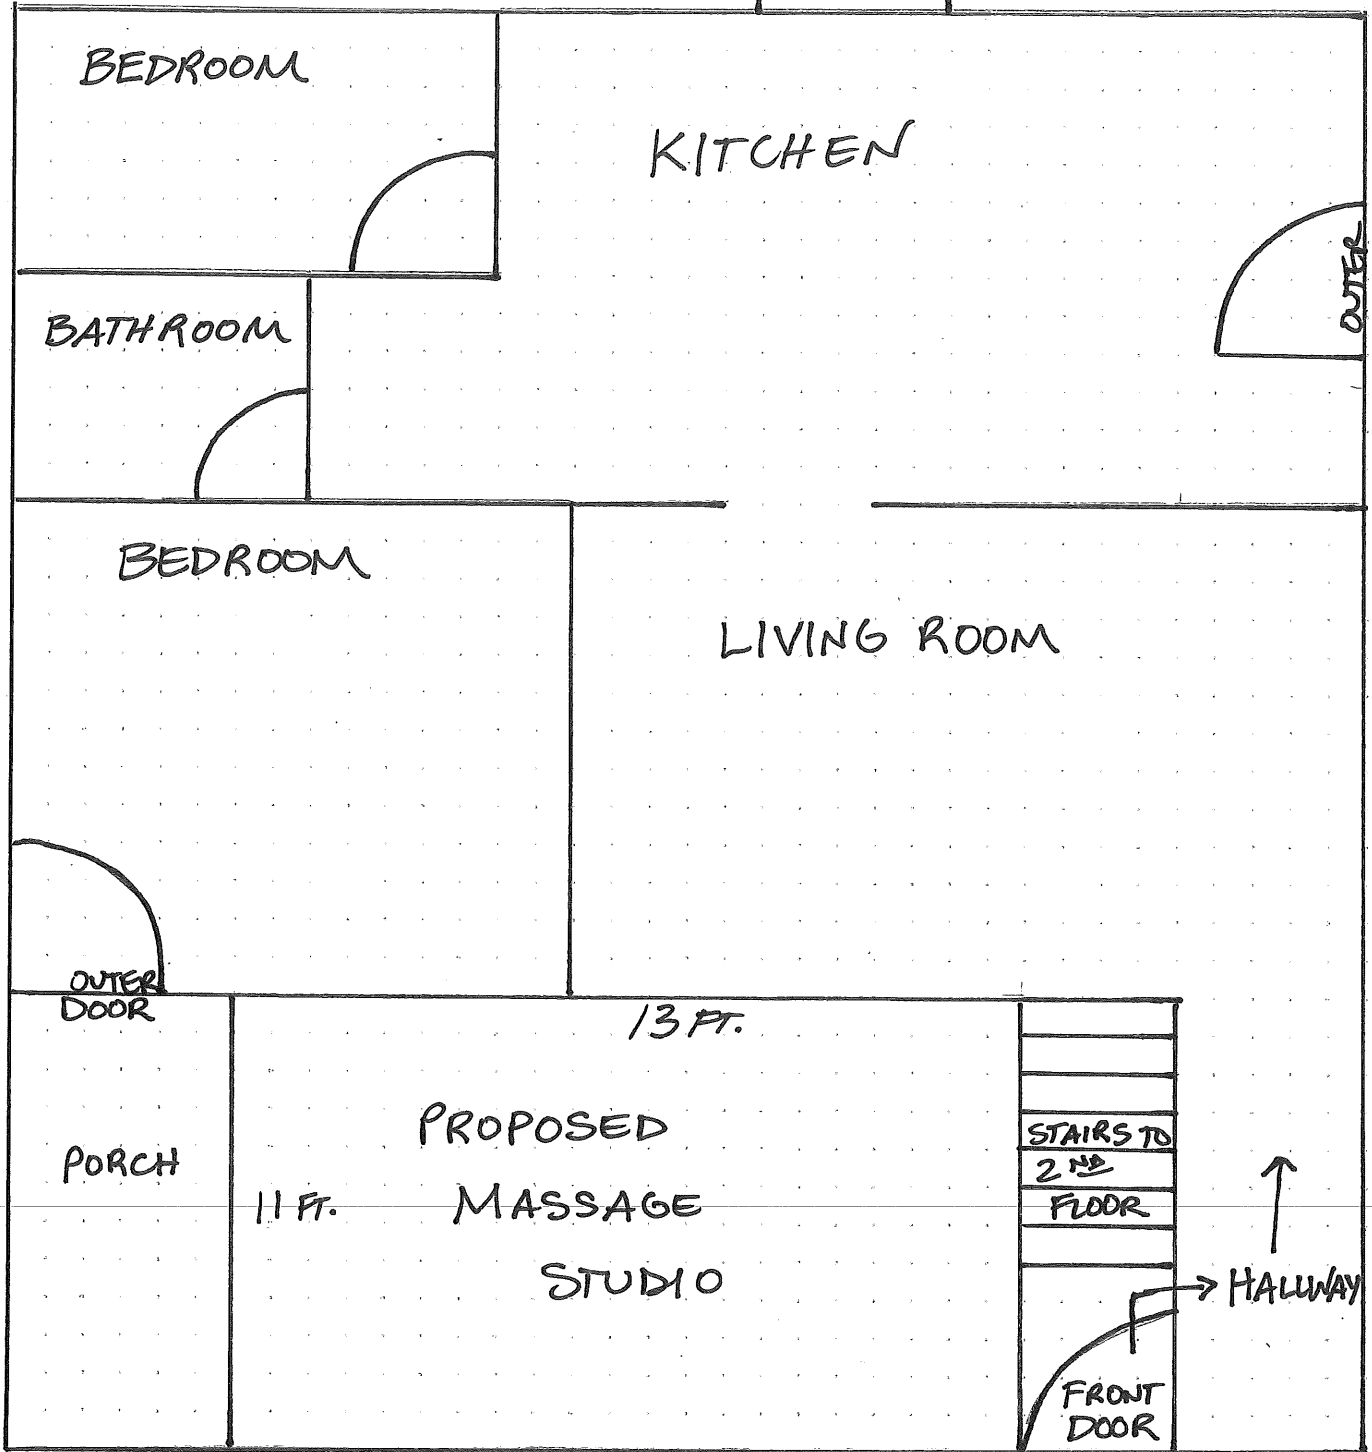 BEDROOM
KITCHEN
OUTER
BATHROOM
BEDROOM
LIVING ROOM
OUTER
DOOR
13 FT.
PROPOSED
MASSAGE
STUDIO
11 FT.
PORCH
STAIRS TO
2ND
FLOOR
HALLWAY
FRONT
DOOR